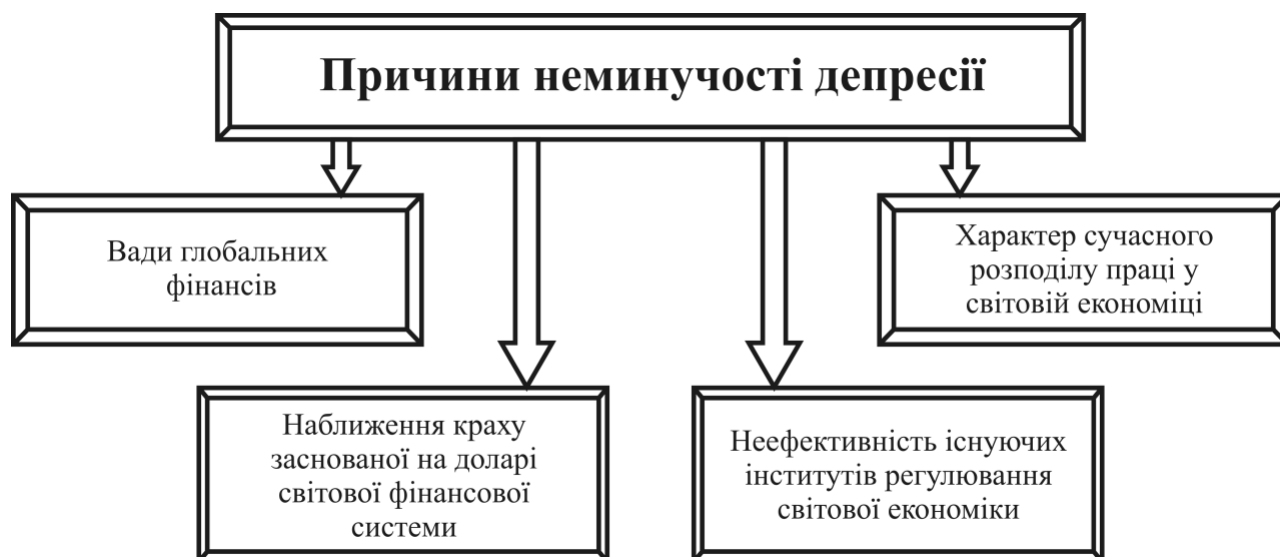 Причини неминучості депресії
Вади глобальних
фінансів
Характер сучасного
розподілу праці у
світовій економіці
Наближення краху
заснованої на доларі
світової фінансової
системи
Неефективність існуючих
інститутів регулювання
світової економіки